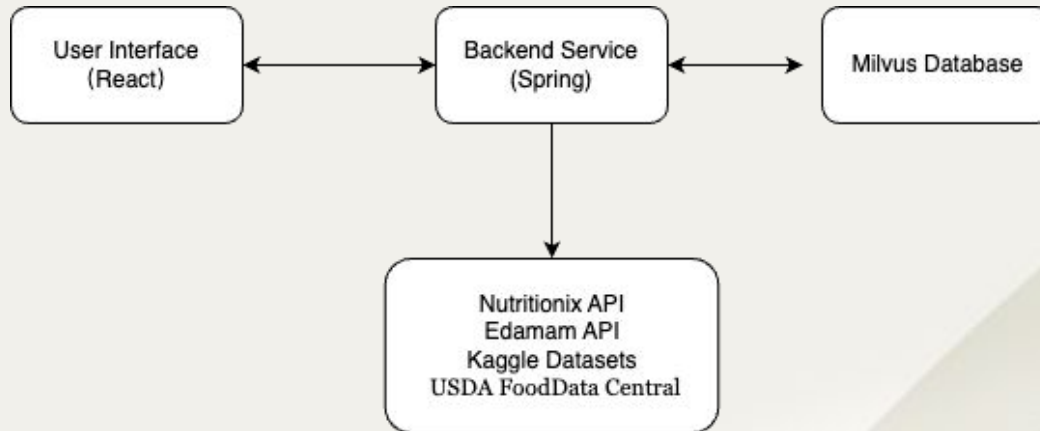 User Interface
(React)
Backend Service
(Spring)
Milvus Database
Nutritionix API
Edamam API
Kaggle Datasets
USDA FoodData Central